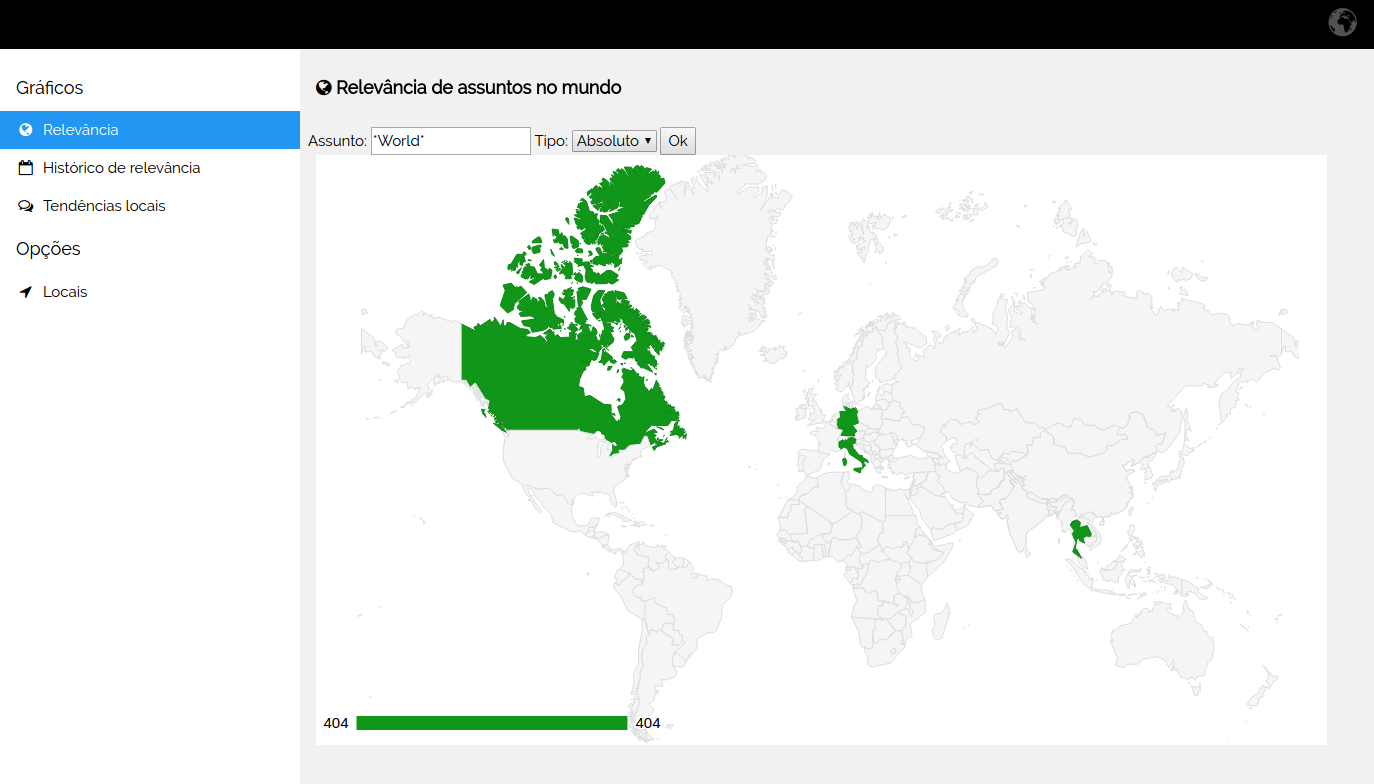 Gráficos
Relevância
Histórico de relevância
Tendências locais
Opções
Locais
Relevância de assuntos no mundo
Assunto: *World* Tipo: Absoluto Ok
404 404